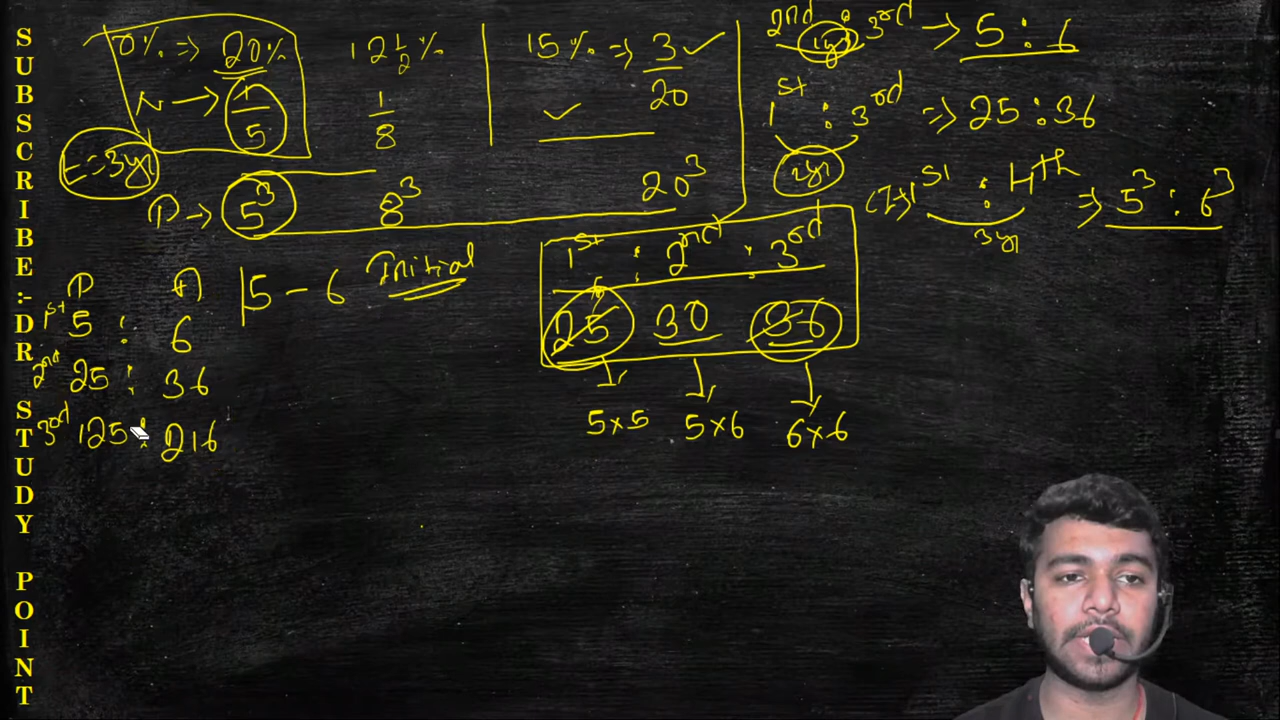 SUBSCRIBE:-DR STUDY POINT
0% => 20%
N → 1/5
t = 3yr
P → 5³
12 1/2 %
1/8
8³
15% => 3/20 ✓
✓
20³
2nd : 3rd → 5 : 6
1yr
1st : 3rd => 25 : 36
2yr
1st : 4th => 5³ : 6³
3yr
1st : 2nd : 3rd
25 30 36
5×5 5×6 6×6
P A
1st 5 : 6
2nd 25 : 36
3rd 125 : 216
5 - 6 Initial